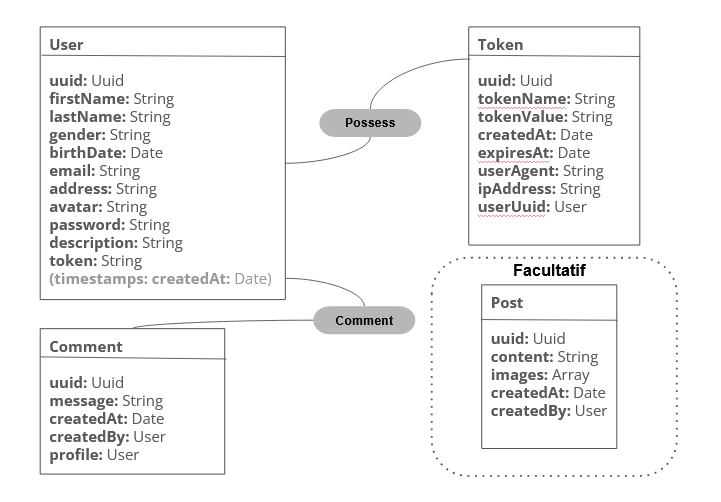 User
uuid: Uuid
firstName: String
lastName: String
gender: String
birthDate: Date
email: String
address: String
avatar: String
password: String
description: String
token: String
(timestamps: createdAt: Date)
Possess
Token
uuid: Uuid
tokenName: String
tokenValue: String
createdAt: Date
expiresAt: Date
userAgent: String
ipAddress: String
userUuid: User
Comment
Comment
uuid: Uuid
message: String
createdAt: Date
createdBy: User
profile: User
Facultatif
Post
uuid: Uuid
content: String
images: Array
createdAt: Date
createdBy: User